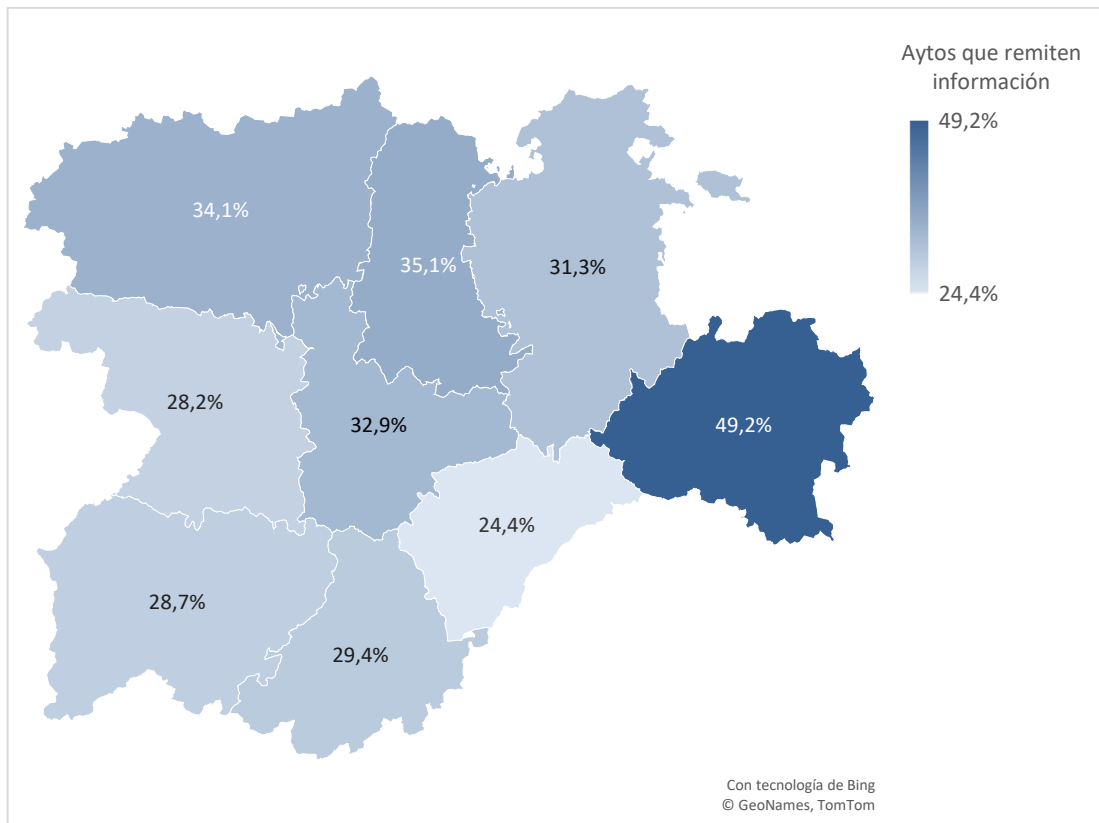 Aytos que remiten
información
49,2%
24,4%
34,1%
35,1%
31,3%
28,2%
32,9%
49,2%
24,4%
28,7%
29,4%
Con tecnología de Bing
© GeoNames, TomTom